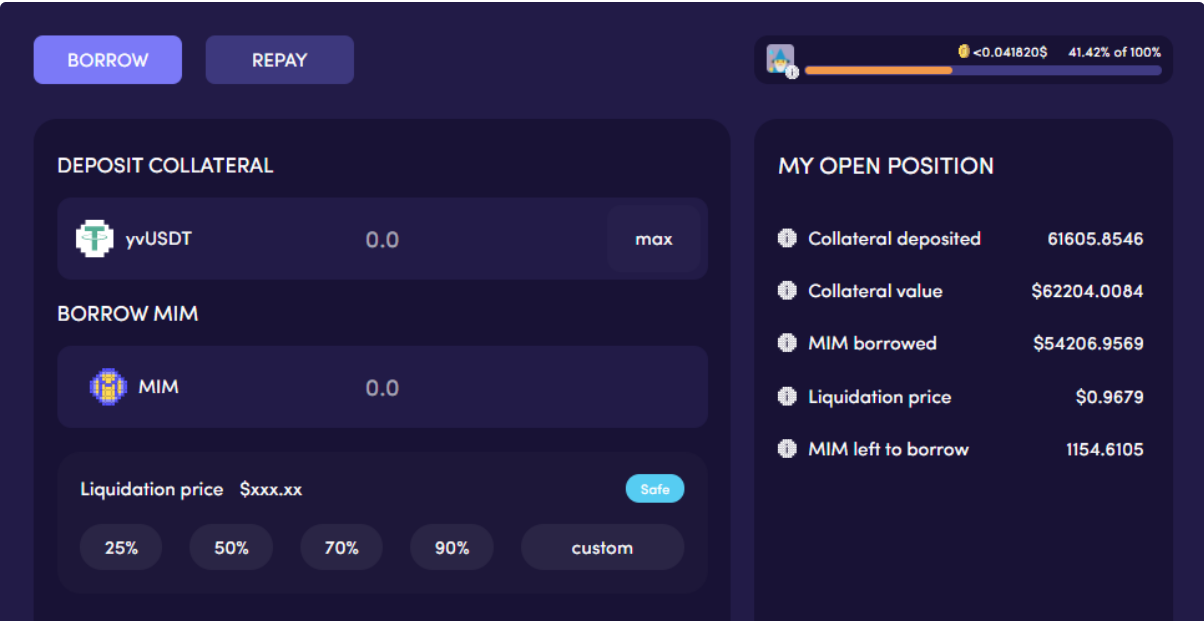 BORROW
REPAY
<0.041820$ 41.42% of 100%
DEPOSIT COLLATERAL
yvUSDT 0.0 max
BORROW MIM
MIM 0.0
Liquidation price $xxx.xx Safe
25% 50% 70% 90% custom
MY OPEN POSITION
Collateral deposited 61605.8546
Collateral value $62204.0084
MIM borrowed $54206.9569
Liquidation price $0.9679
MIM left to borrow 1154.6105